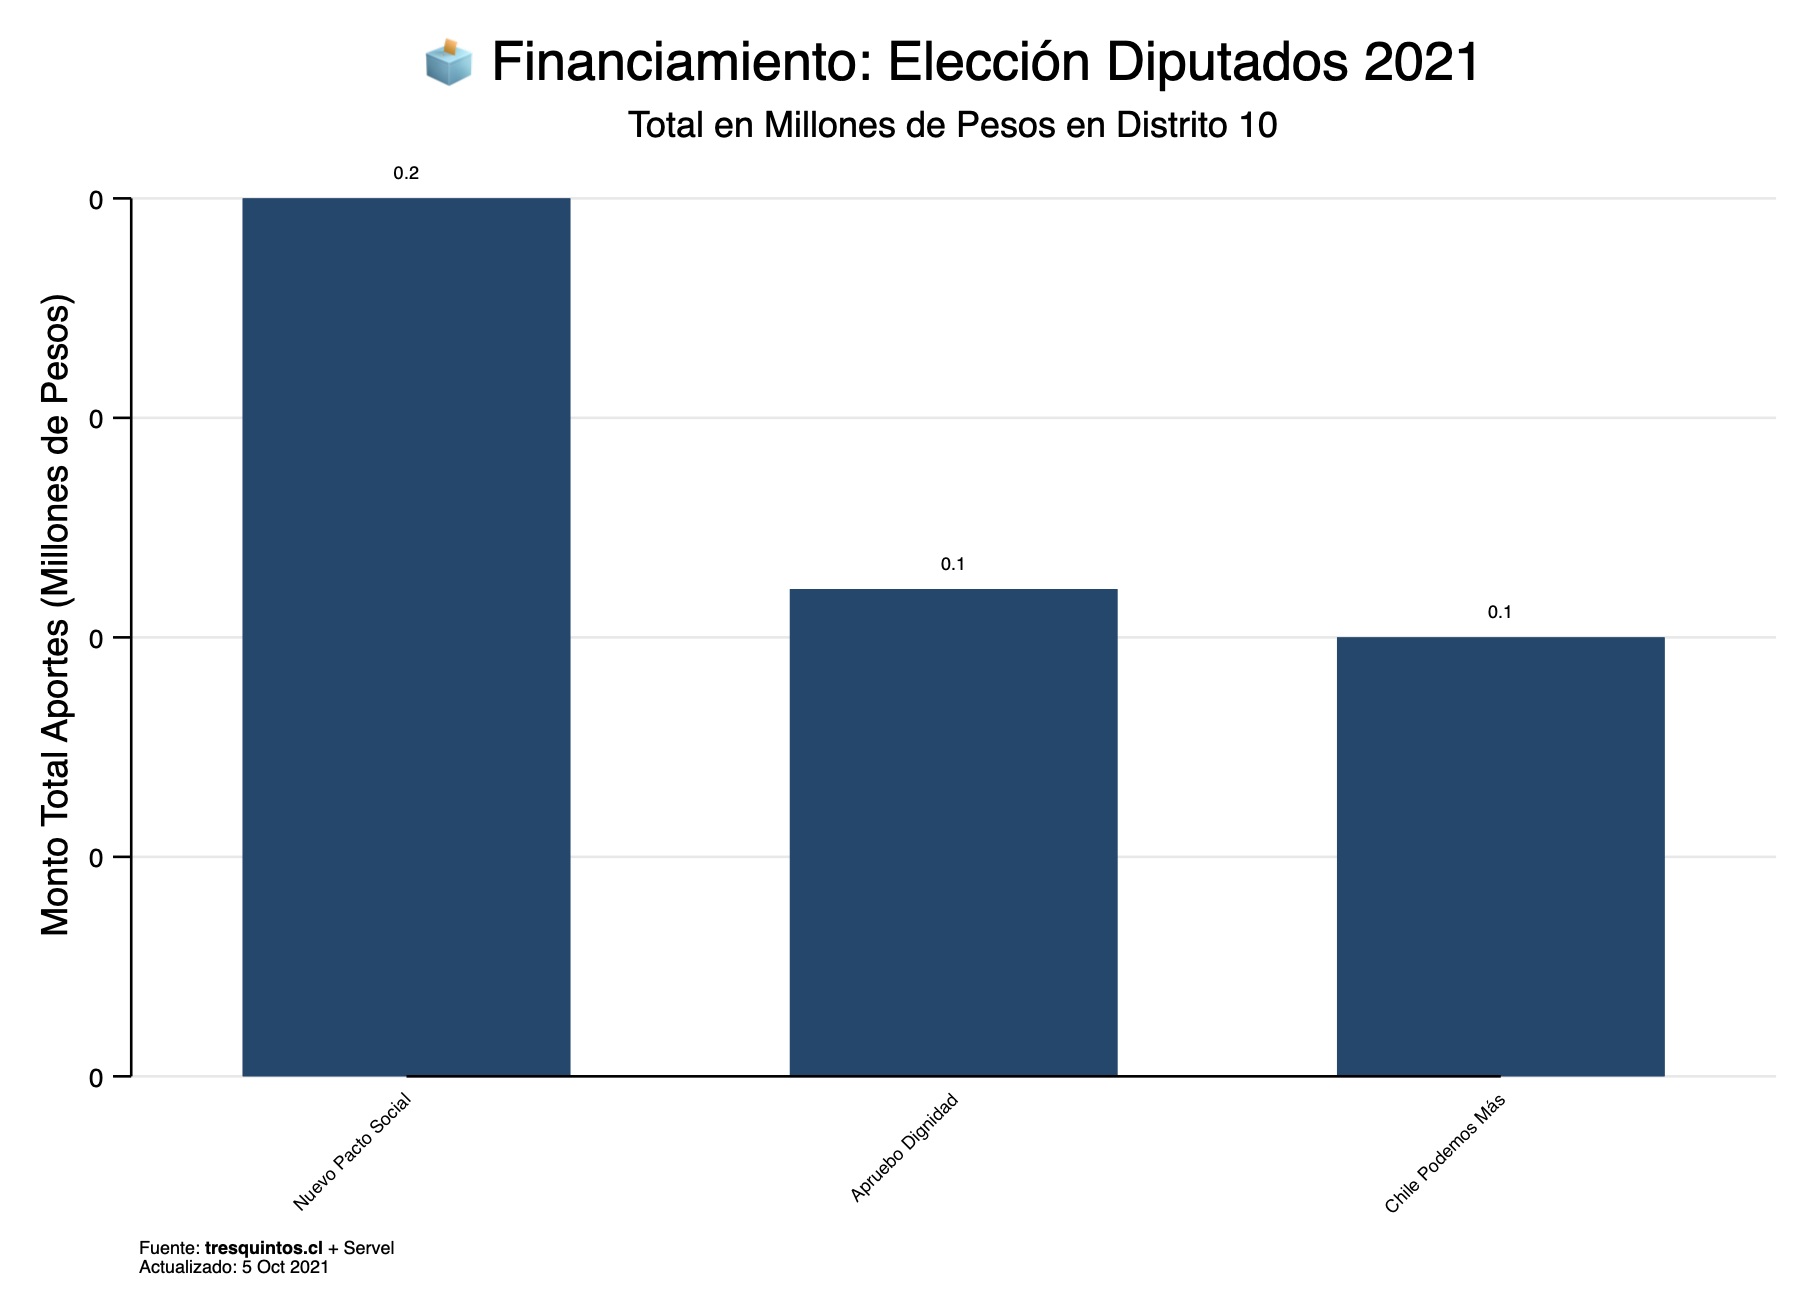 Financiamiento: Elección Diputados 2021
Total en Millones de Pesos en Distrito 10
Monto Total Aportes (Millones de Pesos)
0
0
0
0
0
0.2
0.1
0.1
Nuevo Pacto Social
Apruebo Dignidad
Chile Podemos Más
Fuente: tresquintos.cl + Servel
Actualizado: 5 Oct 2021